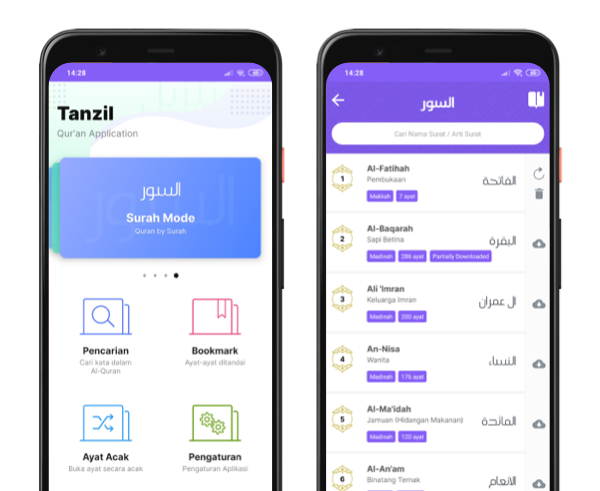 14:28
Tanzil
Qur'an Application
السور
Surah Mode
Quran by Surah
Pencarian
Cari kata dalam
Al-Quran
Bookmark
Ayat-ayat ditandai
Ayat Acak
Buka ayat secara acak
Pengaturan
Pengaturan Aplikasi
14:28
السور
Cari Nama Surat / Arti Surat
1
Al-Fatihah
Pembukaan
Makkah 7 ayat
الفاتحة
2
Al-Baqarah
Sapi Betina
Madinah 286 ayat Partially Downloaded
البقرة
3
Ali 'Imran
Keluarga Imran
Madinah 200 ayat
ال عمران
4
An-Nisa
Wanita
Madinah 176 ayat
النساء
5
Al-Ma'idah
Jamuan (Hidangan Makanan)
Madinah 120 ayat
المائدة
6
Al-An'am
Binatang Ternak
الانعام